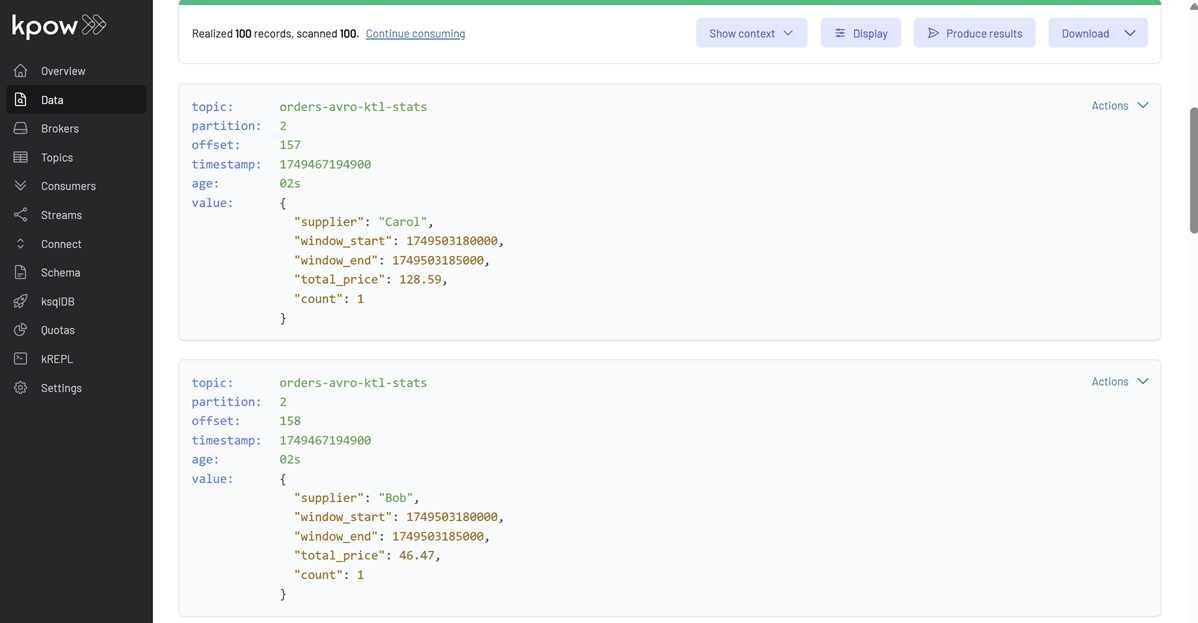 kpow
Overview
Data
Brokers
Topics
Consumers
Streams
Connect
Schema
ksqlDB
Quotas
kREPL
Settings
Realized 100 records, scanned 100. Continue consuming
Show context
Display
Produce results
Download
topic: orders-avro-ktl-stats
Actions
partition: 2
offset: 157
timestamp: 1749467194900
age: 02s
value: {
"supplier": "Carol",
"window_start": 1749503180000,
"window_end": 1749503185000,
"total_price": 128.59,
"count": 1
}
topic: orders-avro-ktl-stats
Actions
partition: 2
offset: 158
timestamp: 1749467194900
age: 02s
value: {
"supplier": "Bob",
"window_start": 1749503180000,
"window_end": 1749503185000,
"total_price": 46.47,
"count": 1
}